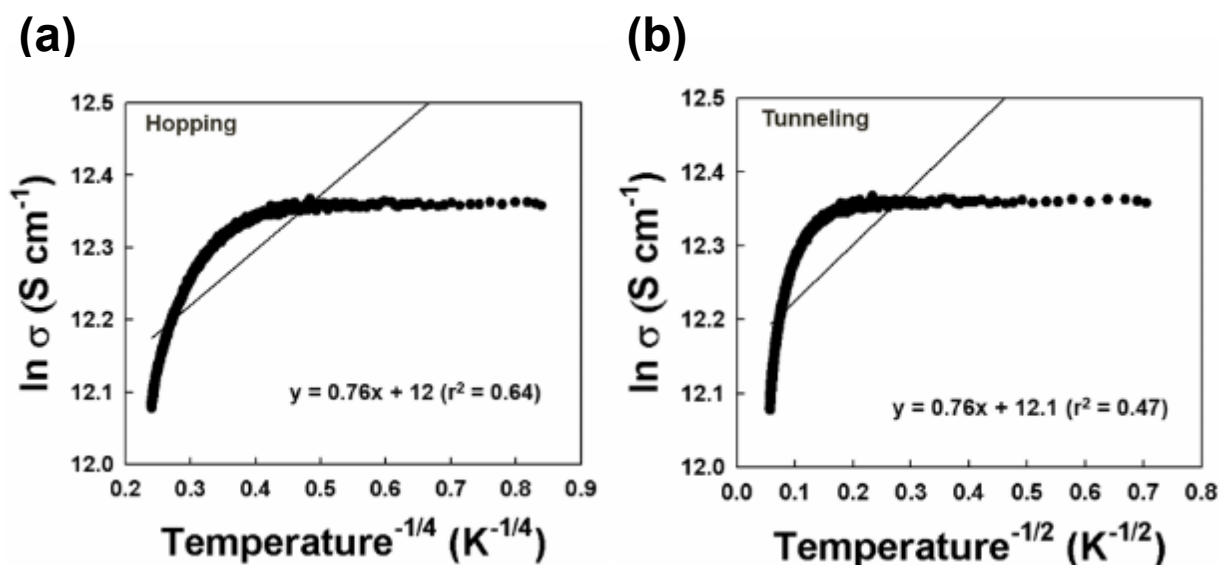 (a)
Hopping
12.5
12.4
12.3
12.2
12.1
12.0
ln σ (S cm⁻¹)
y = 0.76x + 12 (r² = 0.64)
0.2 0.3 0.4 0.5 0.6 0.7 0.8 0.9
Temperature⁻¹/⁴ (K⁻¹/⁴)
(b)
Tunneling
12.5
12.4
12.3
12.2
12.1
12.0
ln σ (S cm⁻¹)
y = 0.76x + 12.1 (r² = 0.47)
0.0 0.1 0.2 0.3 0.4 0.5 0.6 0.7 0.8
Temperature⁻¹/² (K⁻¹/²)